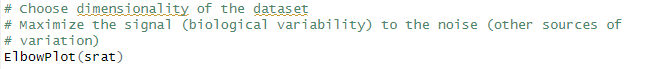 # Choose dimensionality of the dataset
# Maximize the signal (biological variability) to the noise (other sources of
# variation)
ElbowPlot(srat)